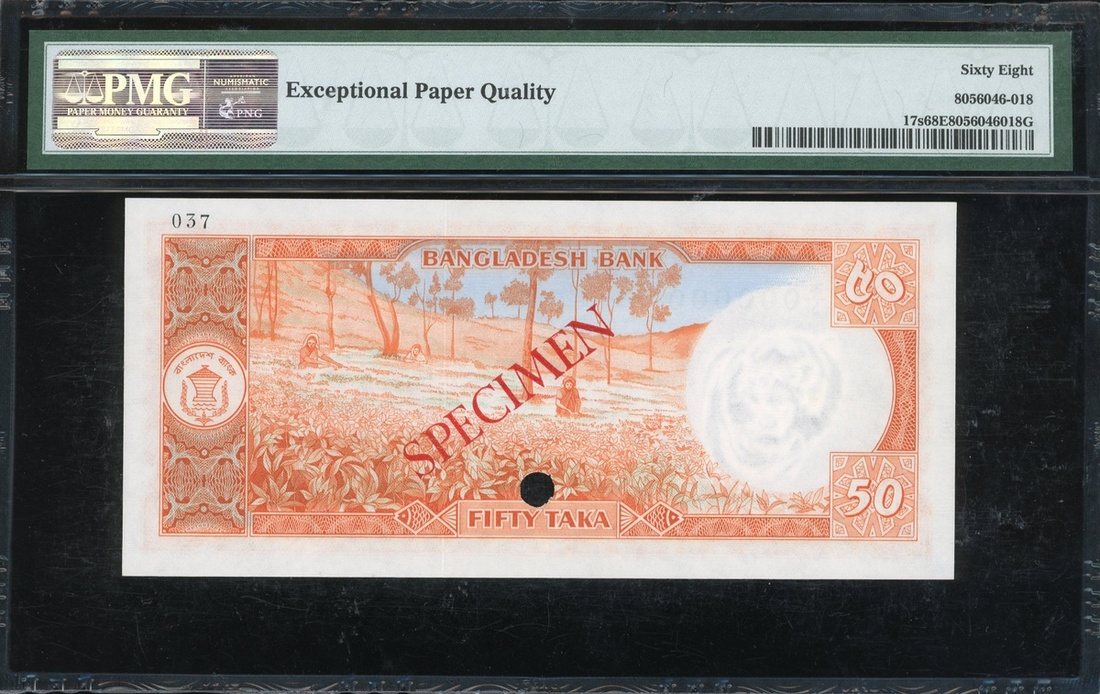 PMG
PAPER MONEY GUARANTY
NUMISMATIC
PNG
Exceptional Paper Quality
Sixty Eight
8056046-018
17s68E8056046018G
037
BANGLADESH BANK
৫০
বাংলাদেশ ব্যাংক
SPECIMEN
50
FIFTY TAKA